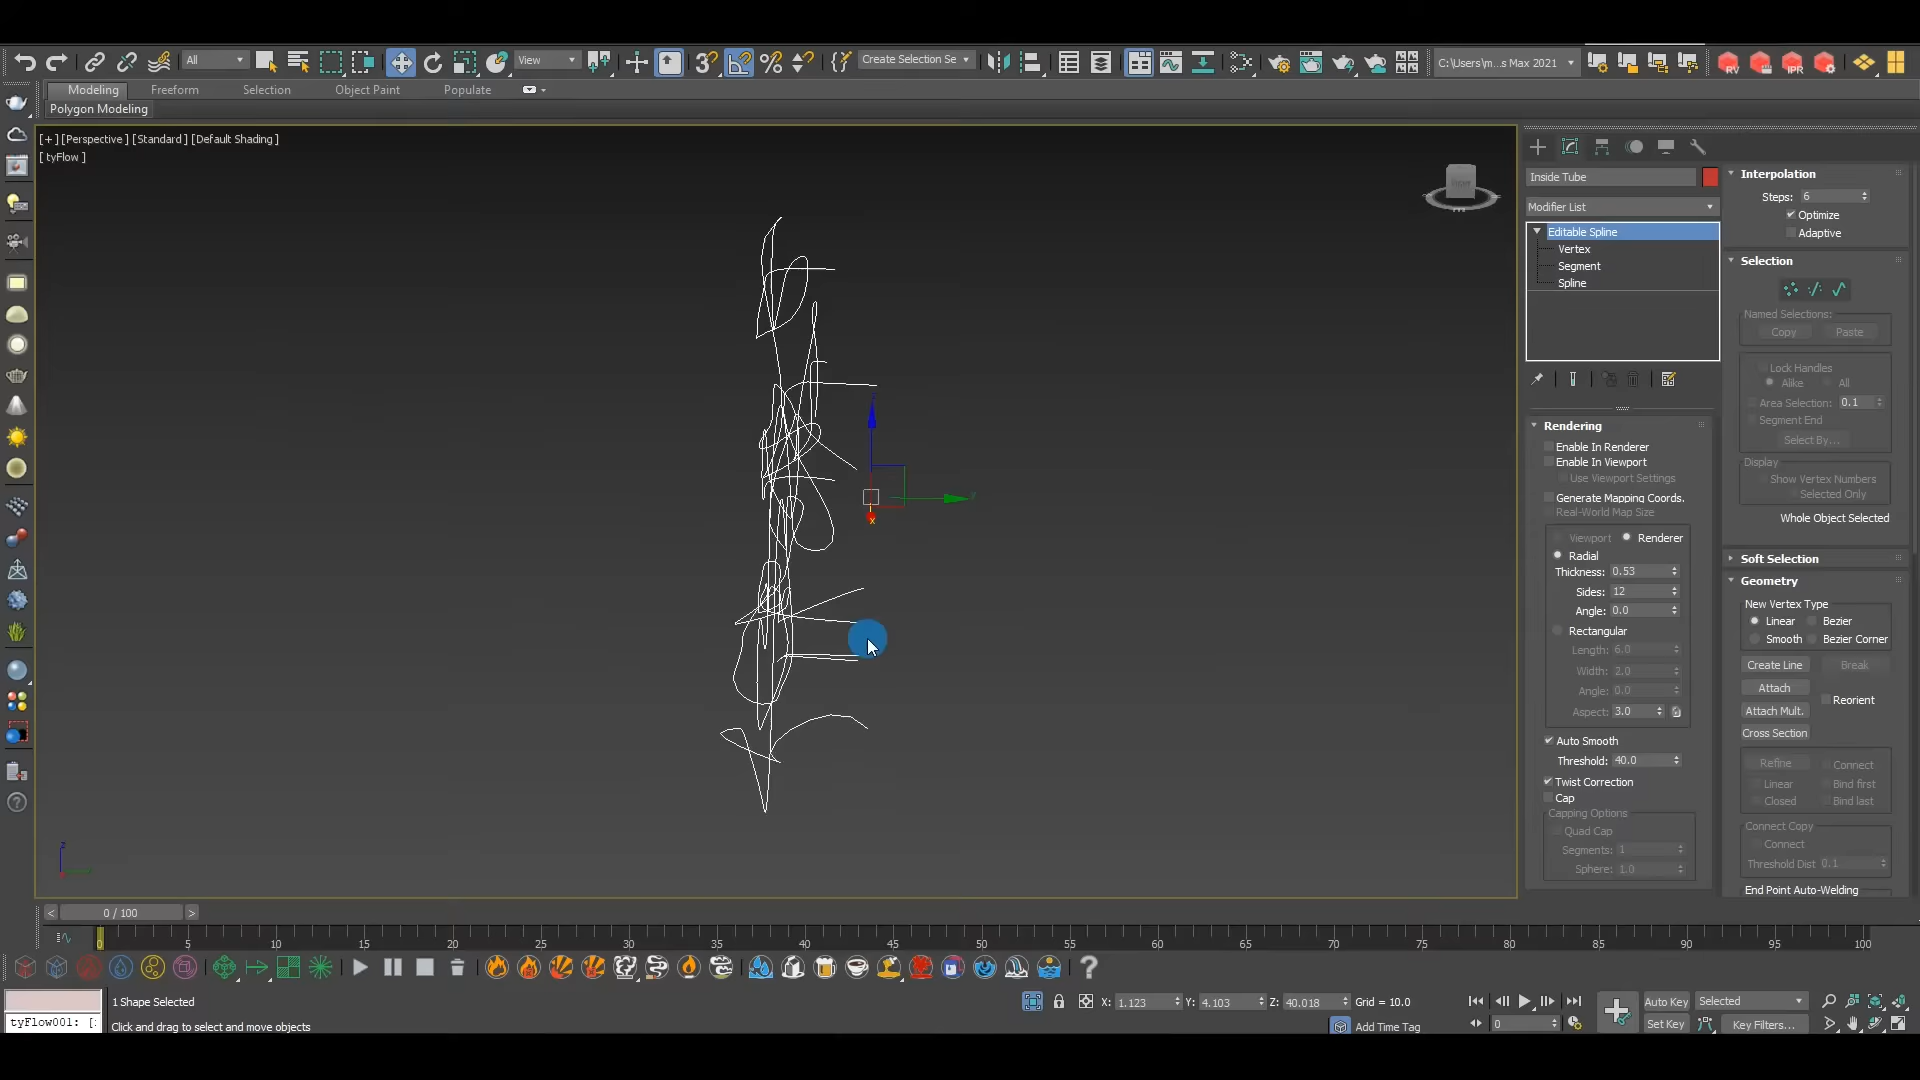 All
View
Create Selection Se
C:\Users\m...s Max 2021
RV
IPR
Modeling
Freeform
Selection
Object Paint
Populate
Polygon Modeling
[+] [Perspective] [Standard] [Default Shading]
[ tyFlow ]
Inside Tube
Modifier List
Editable Spline
Vertex
Segment
Spline
Rendering
Enable In Renderer
Enable In Viewport
Use Viewport Settings
Generate Mapping Coords.
Real-World Map Size
Viewport
Renderer
Radial
Thickness: 0.53
Sides: 12
Angle: 0.0
Rectangular
Length: 6.0
Width: 2.0
Angle: 0.0
Aspect: 3.0
Auto Smooth
Threshold: 40.0
Twist Correction
Cap
Capping Options
Quad Cap
Segments: 1
Sphere: 1.0
Interpolation
Steps: 6
Optimize
Adaptive
Selection
Named Selections:
Copy
Paste
Lock Handles
Alike
All
Area Selection: 0.1
Segment End
Select By...
Display
Show Vertex Numbers
Selected Only
Whole Object Selected
Soft Selection
Geometry
New Vertex Type
Linear
Bezier
Smooth
Bezier Corner
Create Line
Break
Attach
Reorient
Attach Mult.
Cross Section
Refine
Connect
Linear
Bind first
Closed
Bind last
Connect Copy
Connect
Threshold Dist 0.1
End Point Auto-Welding
x
z
< 0 / 100 >
0 5 10 15 20 25 30 35 40 45 50 55 60 65 70 75 80 85 90 95 100
1 Shape Selected
X: 1.123 Y: 4.103 Z: 40.018 Grid = 10.0
Auto Key
Selected
tyFlow001: [
Click and drag to select and move objects
Add Time Tag
0
Set Key
Key Filters...